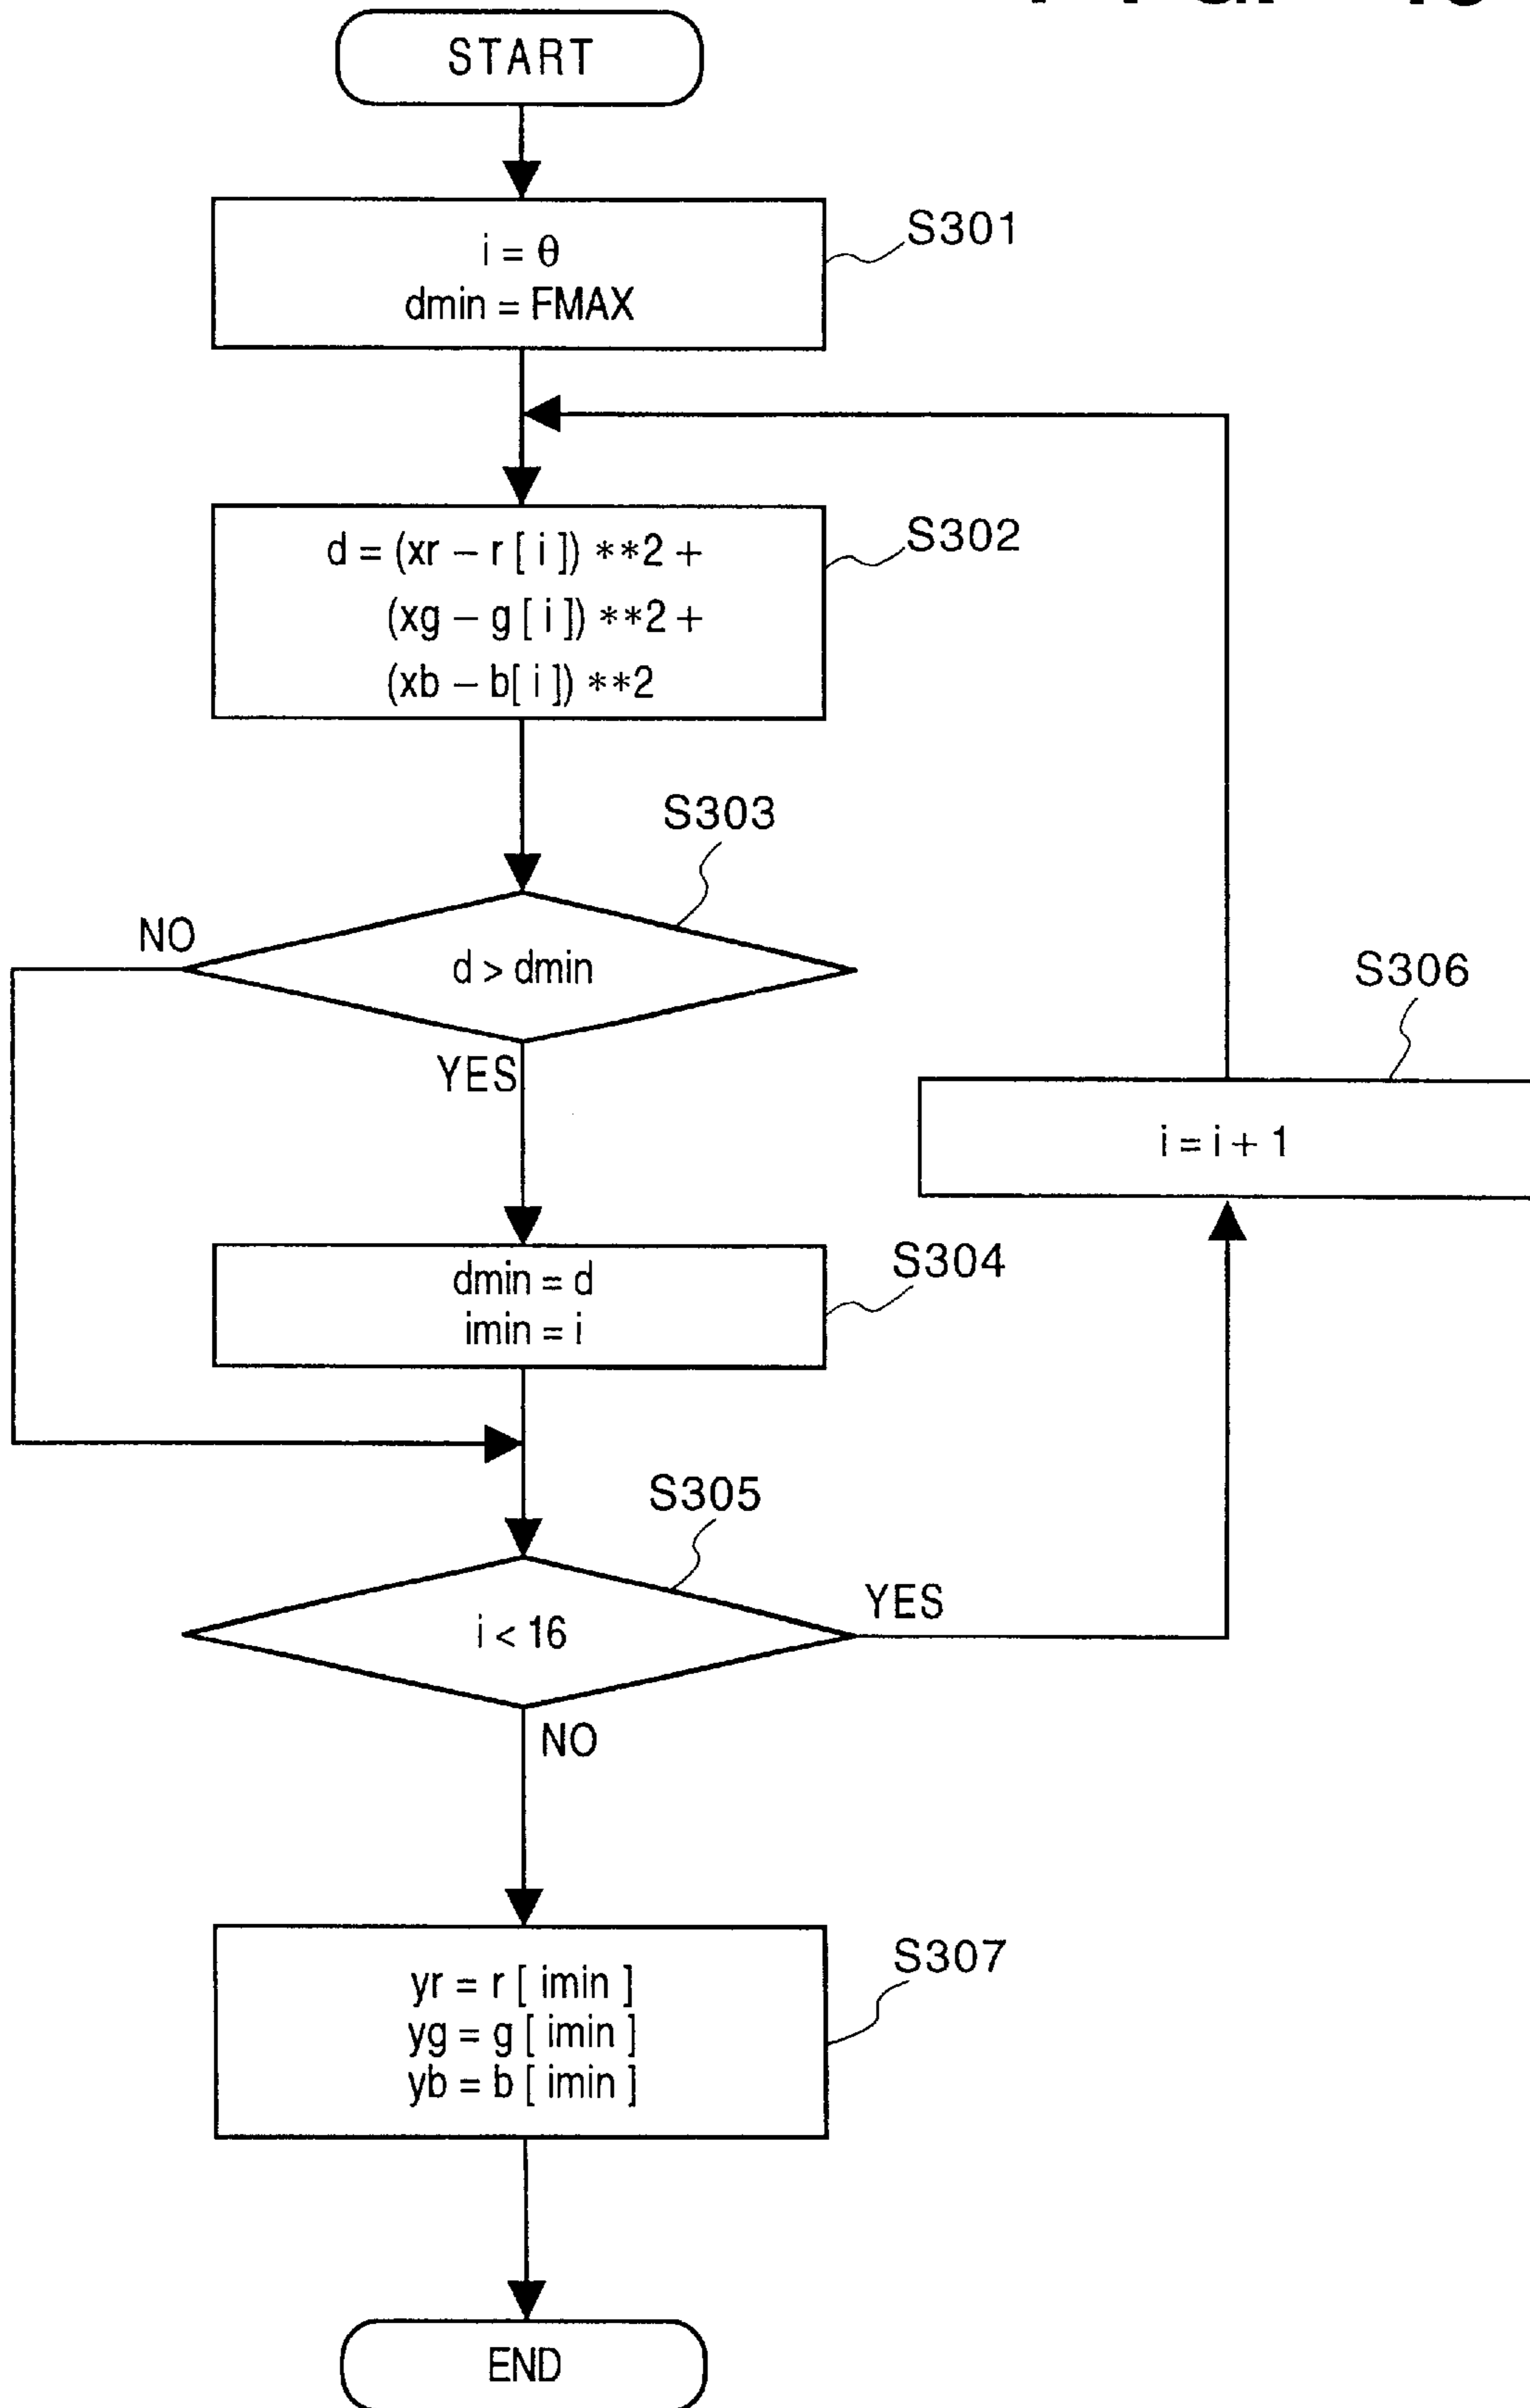 START
i = θ
dmin = FMAX
S301
d = (xr − r [ i ]) **2 +
(xg − g [ i ]) **2 +
(xb − b[ i ]) **2
S302
S303
NO
d > dmin
YES
S306
i = i + 1
dmin = d
imin = i
S304
S305
i < 16
YES
NO
yr = r [ imin ]
yg = g [ imin ]
yb = b [ imin ]
S307
END